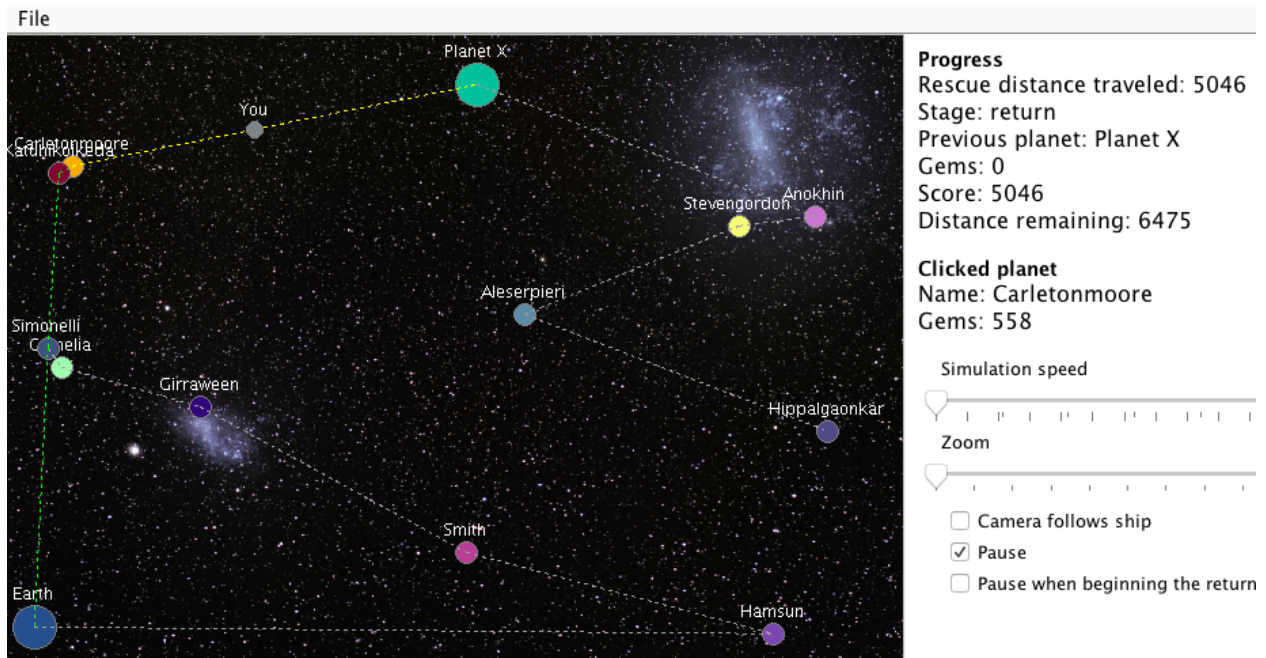 File
Planet X
You
Carletonmoore
Stevengordon
Anokhin
Aleserpieri
Simonelli
Girraween
Hippalgaonkar
Smith
Earth
Hamsun
Progress
Rescue distance traveled: 5046
Stage: return
Previous planet: Planet X
Gems: 0
Score: 5046
Distance remaining: 6475
Clicked planet
Name: Carletonmoore
Gems: 558
Simulation speed
Zoom
Camera follows ship
Pause
Pause when beginning the return